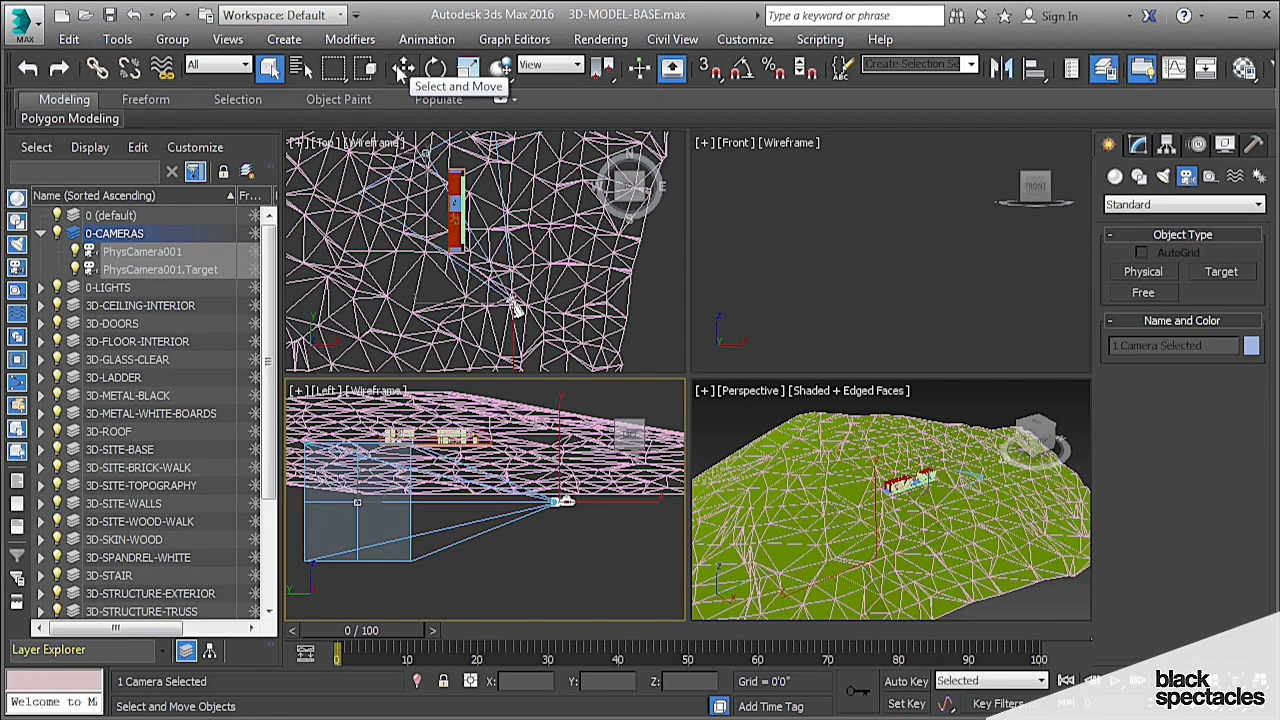 MAX
Workspace: Default
Autodesk 3ds Max 2016 3D-MODEL-BASE.max
Type a keyword or phrase
Sign In
Edit Tools Group Views Create Modifiers Animation Graph Editors Rendering Civil View Customize Scripting Help
All
View
3
Create Selection Se
Select and Move
Modeling Freeform Selection Object Paint Populate
Polygon Modeling
Select Display Edit Customize
Name (Sorted Ascending)
Fr...
0 (default)
0-CAMERAS
PhysCamera001
PhysCamera001.Target
0-LIGHTS
3D-CEILING-INTERIOR
3D-DOORS
3D-FLOOR-INTERIOR
3D-GLASS-CLEAR
3D-LADDER
3D-METAL-BLACK
3D-METAL-WHITE-BOARDS
3D-ROOF
3D-SITE-BASE
3D-SITE-BRICK-WALK
3D-SITE-TOPOGRAPHY
3D-SITE-WALLS
3D-SITE-WOOD-WALK
3D-SKIN-WOOD
3D-SPANDREL-WHITE
3D-STAIR
3D-STRUCTURE-EXTERIOR
3D-STRUCTURE-TRUSS
Layer Explorer
[+] [Top] [Wireframe]
[+] [Front] [Wireframe]
FRONT
[+] [Left] [Wireframe]
[+] [Perspective] [Shaded + Edged Faces]
Standard
Object Type
AutoGrid
Physical Target
Free
Name and Color
1 Camera Selected
0 / 100
0 10 20 30 40 50 60 70 80 90 100
1 Camera Selected
X: Y: Z:
Grid = 0'0"
Auto Key Selected
Welcome to M
Select and Move Objects
Add Time Tag
Set Key Key Filters...
black
spectacles